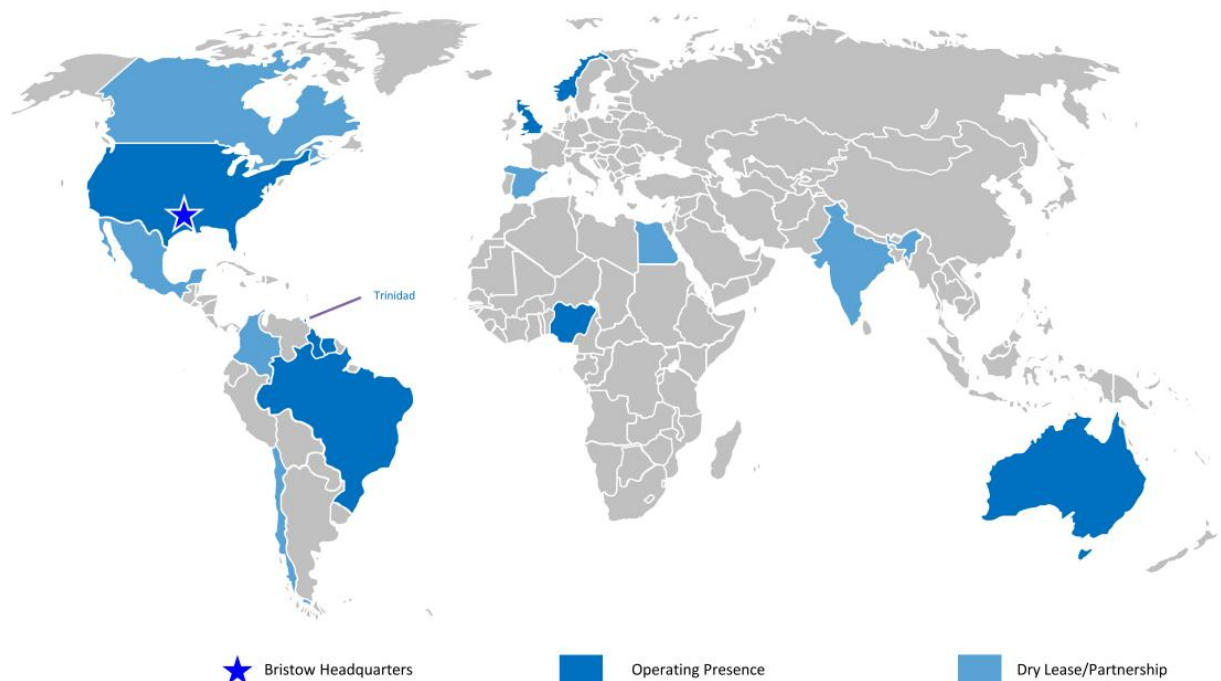 Trinidad
Bristow Headquarters
Operating Presence
Dry Lease/Partnership